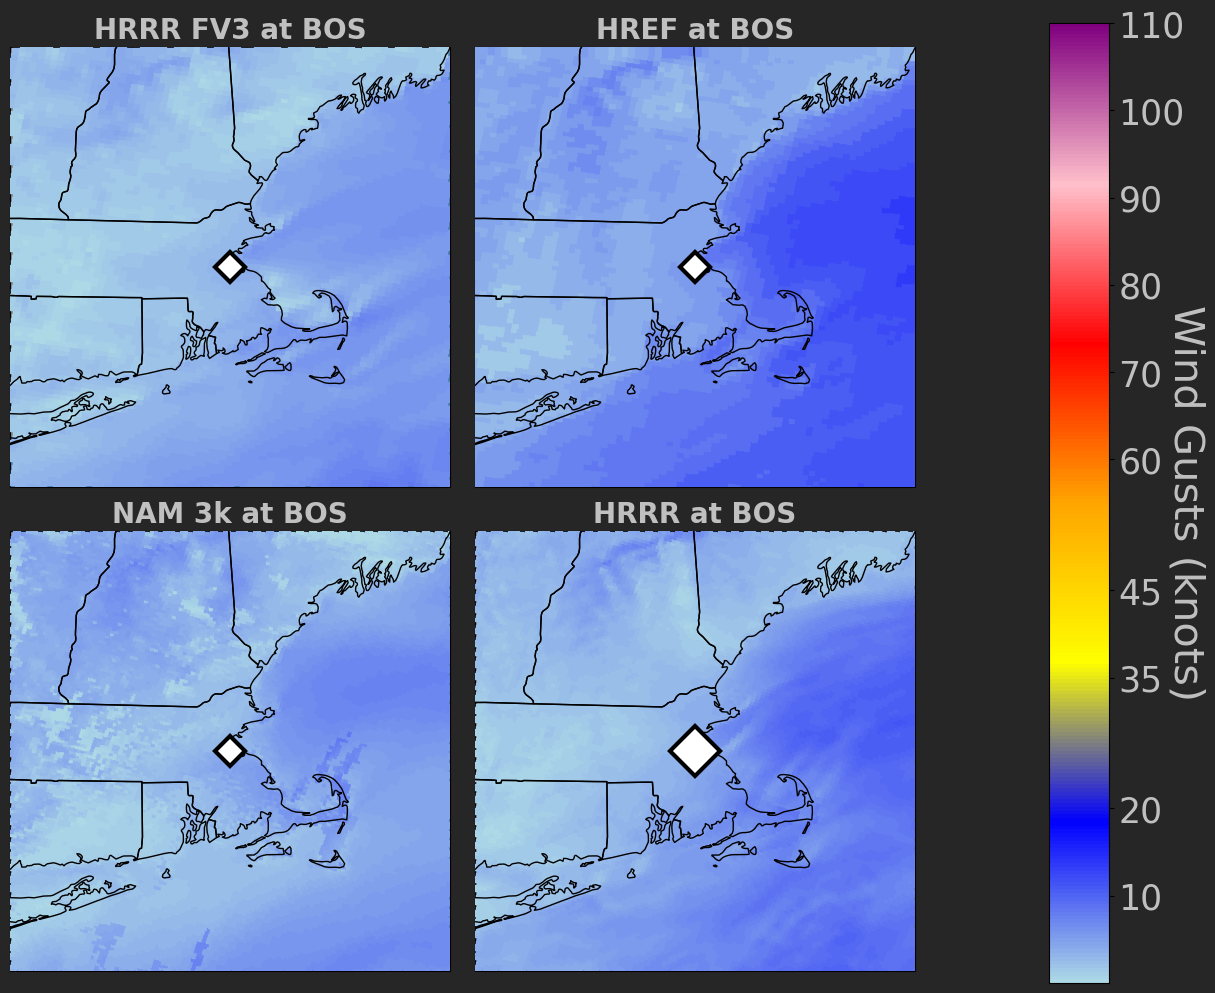 HRRR FV3 at BOS
HREF at BOS
NAM 3k at BOS
HRRR at BOS
110
100
90
80
70
60
45
35
20
10
Wind Gusts (knots)